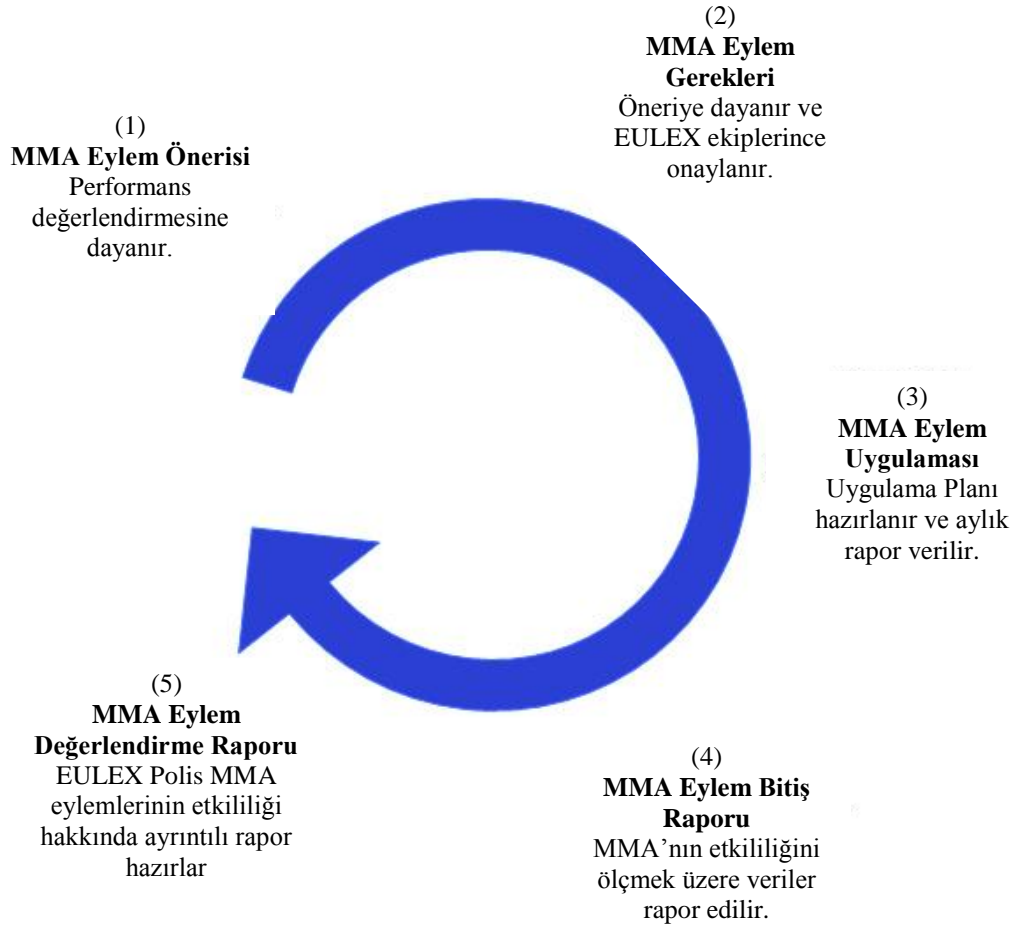 (1)
MMA Eylem Önerisi
Performans
değerlendirmesine
dayanır.
(2)
MMA Eylem
Gerekleri
Öneriye dayanır ve
EULEX ekiplerince
onaylanır.
(3)
MMA Eylem
Uygulaması
Uygulama Planı
hazırlanır ve aylık
rapor verilir.
(4)
MMA Eylem Bitiş
Raporu
MMA’nın etkililiğini
ölçmek üzere veriler
rapor edilir.
(5)
MMA Eylem
Değerlendirme Raporu
EULEX Polis MMA
eylemlerinin etkililiği
hakkında ayrıntılı rapor
hazırlar